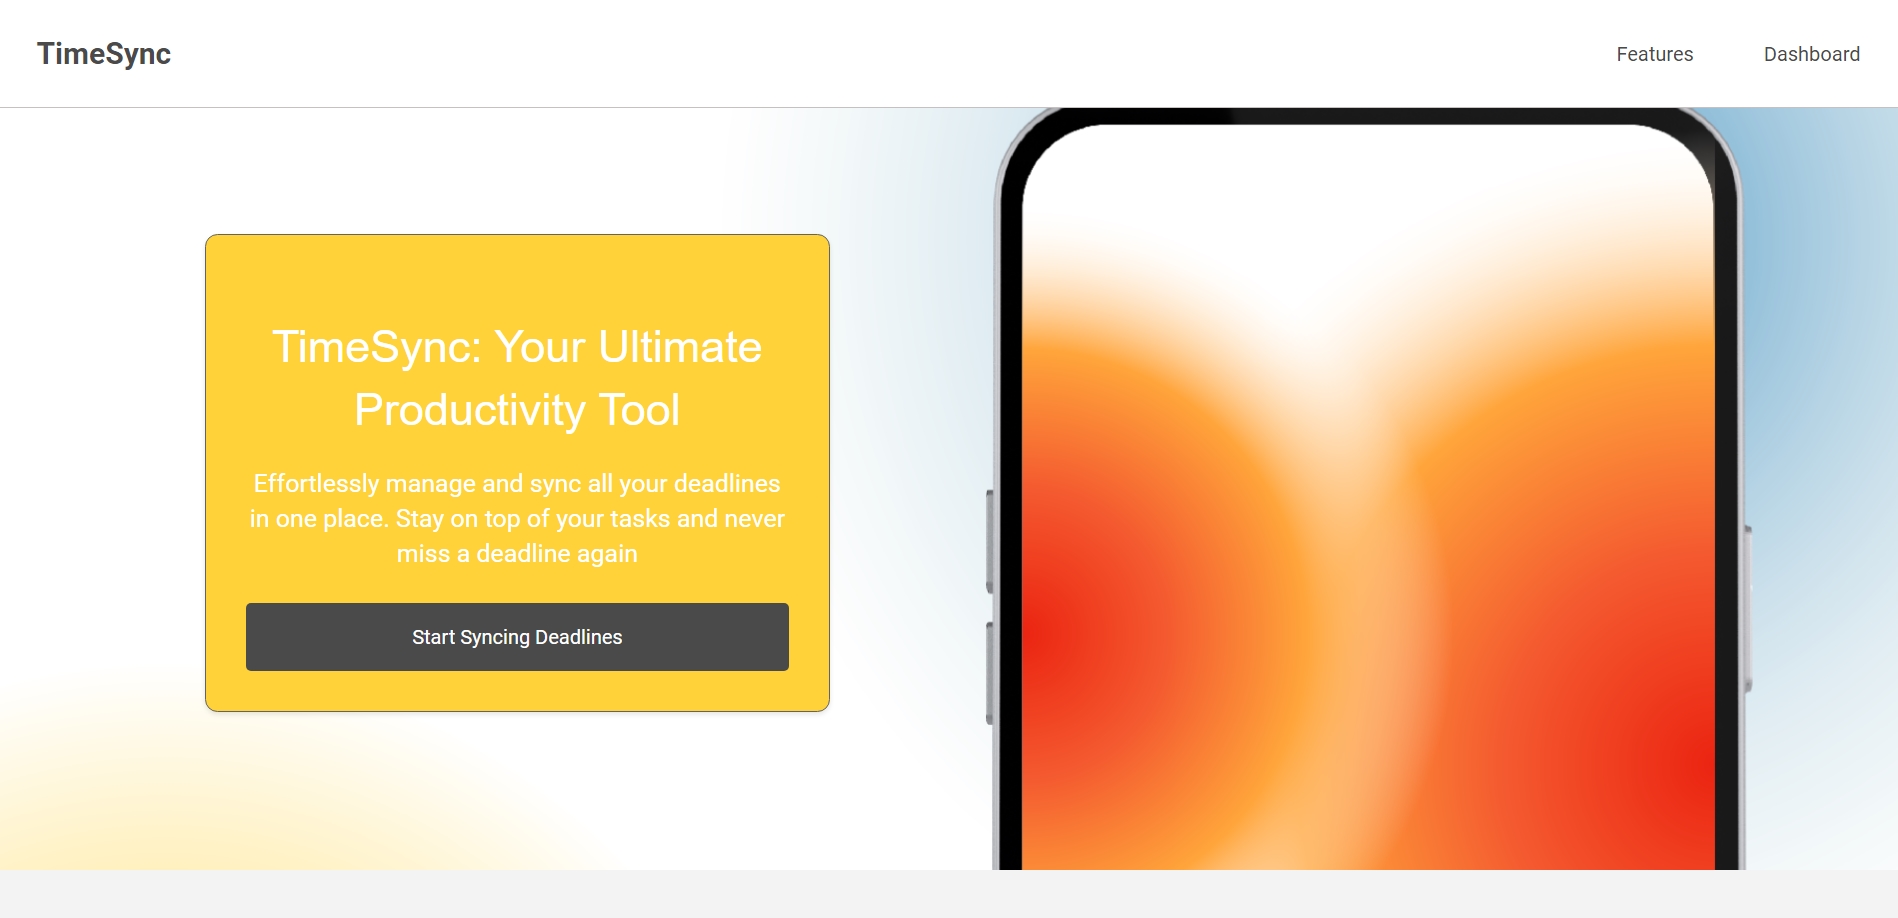 TimeSync
Features
Dashboard
TimeSync: Your Ultimate
Productivity Tool
Effortlessly manage and sync all your deadlines
in one place. Stay on top of your tasks and never
miss a deadline again
Start Syncing Deadlines